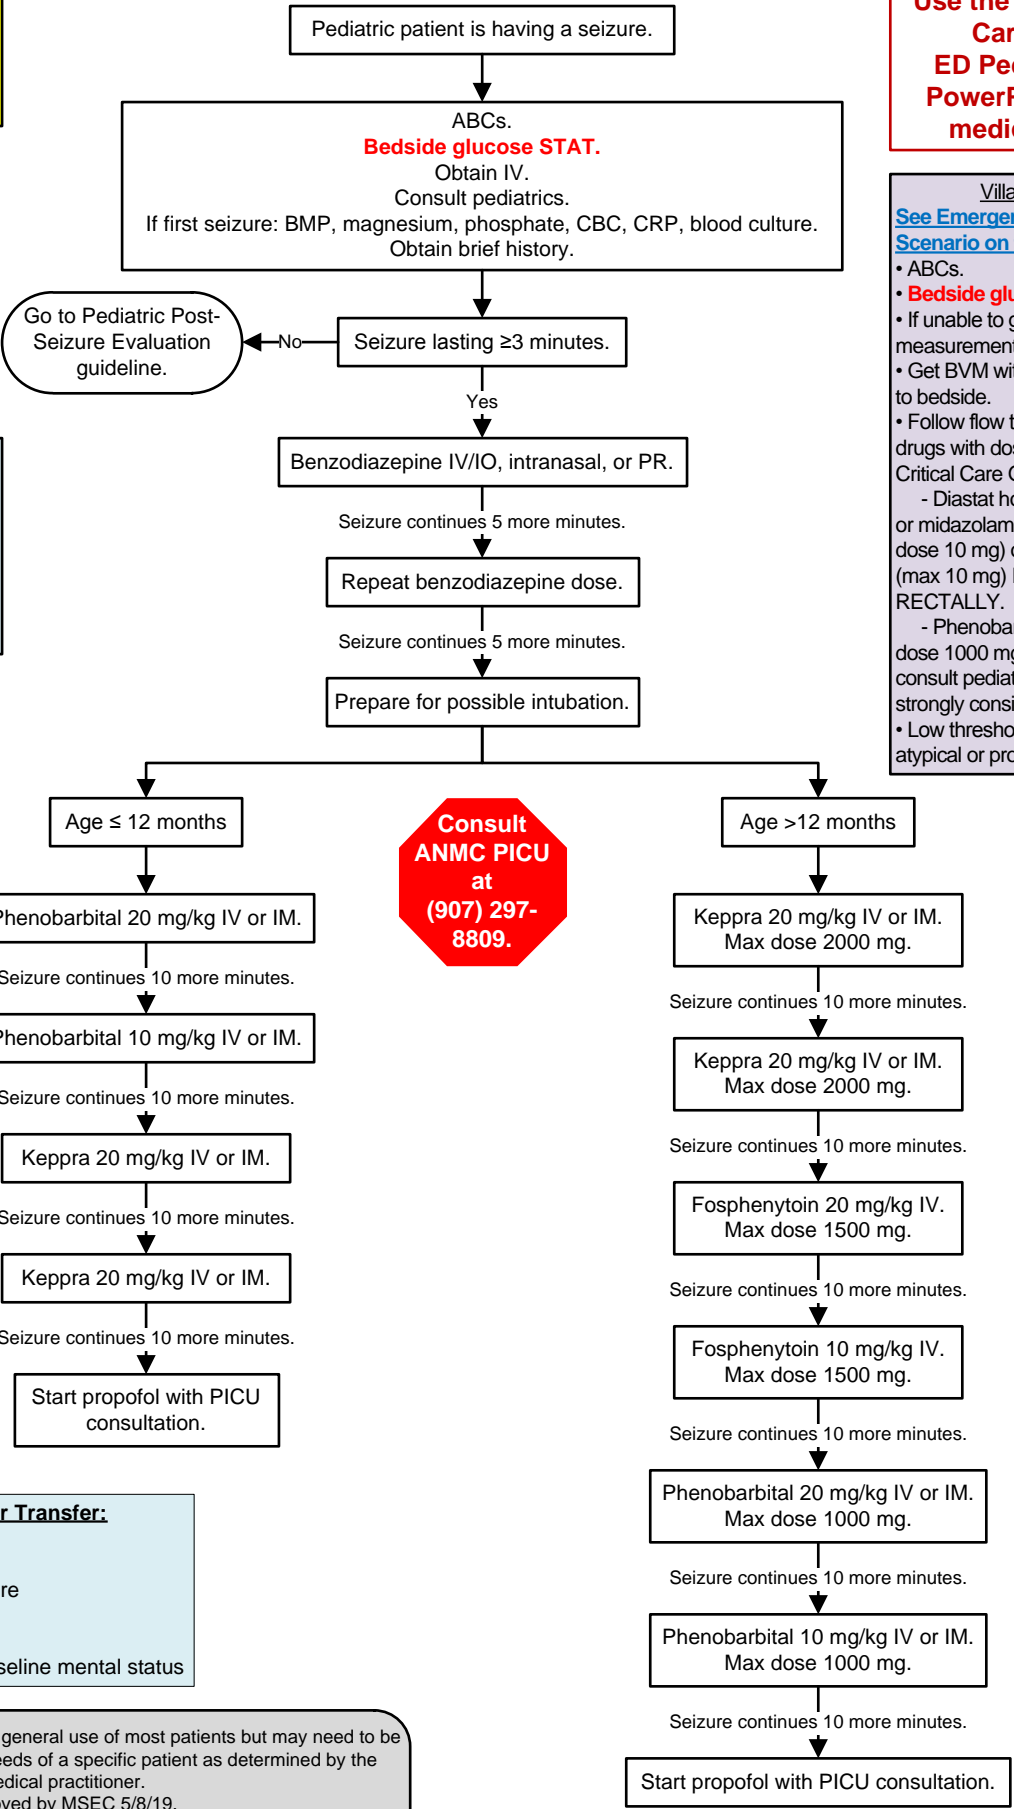 Pediatric patient is having a seizure.
ABCs.
Bedside glucose STAT.
Obtain IV.
Consult pediatrics.
If first seizure: BMP, magnesium, phosphate, CBC, CRP, blood culture.
Obtain brief history.
Go to Pediatric Post-
Seizure Evaluation
guideline.
No
Seizure lasting ≥3 minutes.
Yes
Benzodiazepine IV/IO, intranasal, or PR.
Seizure continues 5 more minutes.
Repeat benzodiazepine dose.
Seizure continues 5 more minutes.
Prepare for possible intubation.
Age ≤ 12 months
Phenobarbital 20 mg/kg IV or IM.
Seizure continues 10 more minutes.
Phenobarbital 10 mg/kg IV or IM.
Seizure continues 10 more minutes.
Keppra 20 mg/kg IV or IM.
Seizure continues 10 more minutes.
Keppra 20 mg/kg IV or IM.
Seizure continues 10 more minutes.
Start propofol with PICU
consultation.
Consult
ANMC PICU
at
(907) 297-
8809.
Age >12 months
Keppra 20 mg/kg IV or IM.
Max dose 2000 mg.
Seizure continues 10 more minutes.
Keppra 20 mg/kg IV or IM.
Max dose 2000 mg.
Seizure continues 10 more minutes.
Fosphenytoin 20 mg/kg IV.
Max dose 1500 mg.
Seizure continues 10 more minutes.
Fosphenytoin 10 mg/kg IV.
Max dose 1500 mg.
Seizure continues 10 more minutes.
Phenobarbital 20 mg/kg IV or IM.
Max dose 1000 mg.
Seizure continues 10 more minutes.
Phenobarbital 10 mg/kg IV or IM.
Max dose 1000 mg.
Seizure continues 10 more minutes.
Start propofol with PICU consultation.
Use the
ED
See
Scenario on
• ABCs.
• Bedside
• If unable to
measurement
• Get BVM
to bedside.
• Follow flow
drugs with
Critical Care
- Diastat
or midazolam
dose 10 mg)
(max 10 mg)
RECTALLY.
-
dose 1000
consult
strongly
• Low
atypical or
Transfer:
mental status
general use of most patients but may need to be
of a specific patient as determined by the
practitioner.
by MSEC 5/8/19.